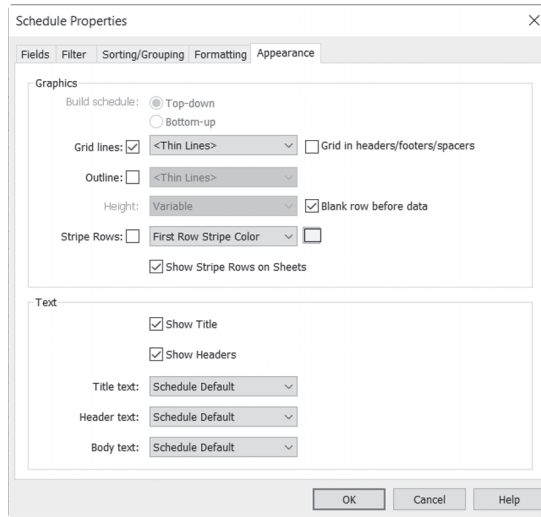 Schedule Properties
Fields Filter Sorting/Grouping Formatting Appearance
Graphics
Build schedule: Top-down
Bottom-up
Grid lines: <Thin Lines> Grid in headers/footers/spacers
Outline: <Thin Lines>
Height: Variable Blank row before data
Stripe Rows: First Row Stripe Color
Show Stripe Rows on Sheets
Text
Show Title
Show Headers
Title text: Schedule Default
Header text: Schedule Default
Body text: Schedule Default
OK Cancel Help